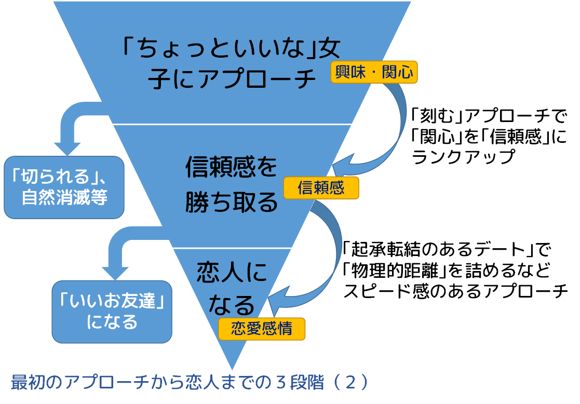 「ちょっといいな」女
子にアプローチ
興味・関心
「刻む」アプローチで
「関心」を「信頼感」に
ランクアップ
「切られる」、
自然消滅等
信頼感を
勝ち取る
信頼感
「起承転結のあるデート」で
「物理的距離」を詰めるなど
スピード感のあるアプローチ
「いいお友達」
になる
恋人に
なる
恋愛感情
最初のアプローチから恋人までの3段階(2)